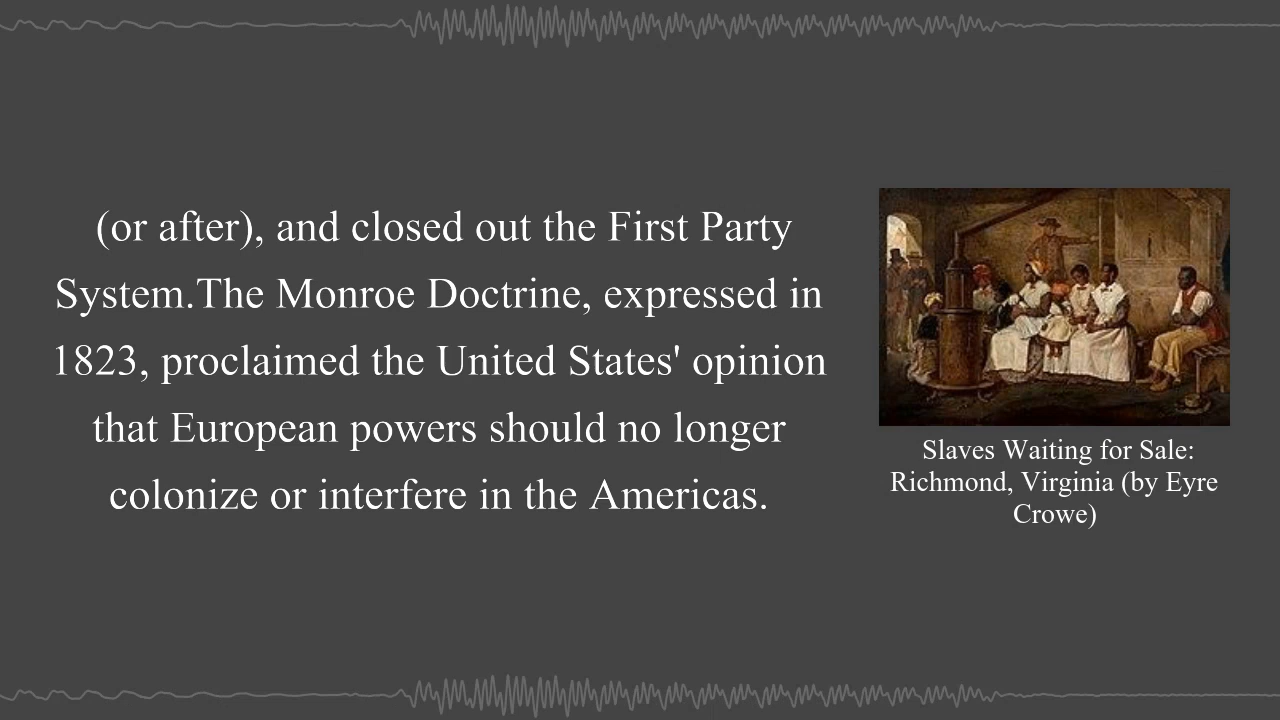 (or after), and closed out the First Party
System.The Monroe Doctrine, expressed in
1823, proclaimed the United States' opinion
that European powers should no longer
colonize or interfere in the Americas.
Slaves Waiting for Sale:
Richmond, Virginia (by Eyre
Crowe)